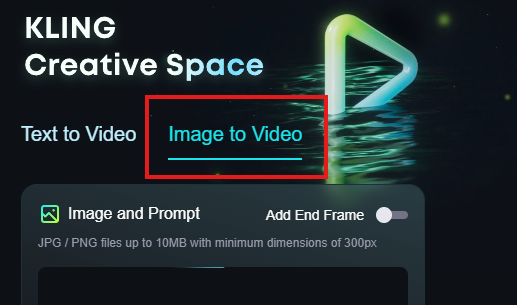 KLING
Creative Space
Text to Video Image to Video
Image and Prompt Add End Frame
JPG / PNG files up to 10MB with minimum dimensions of 300px